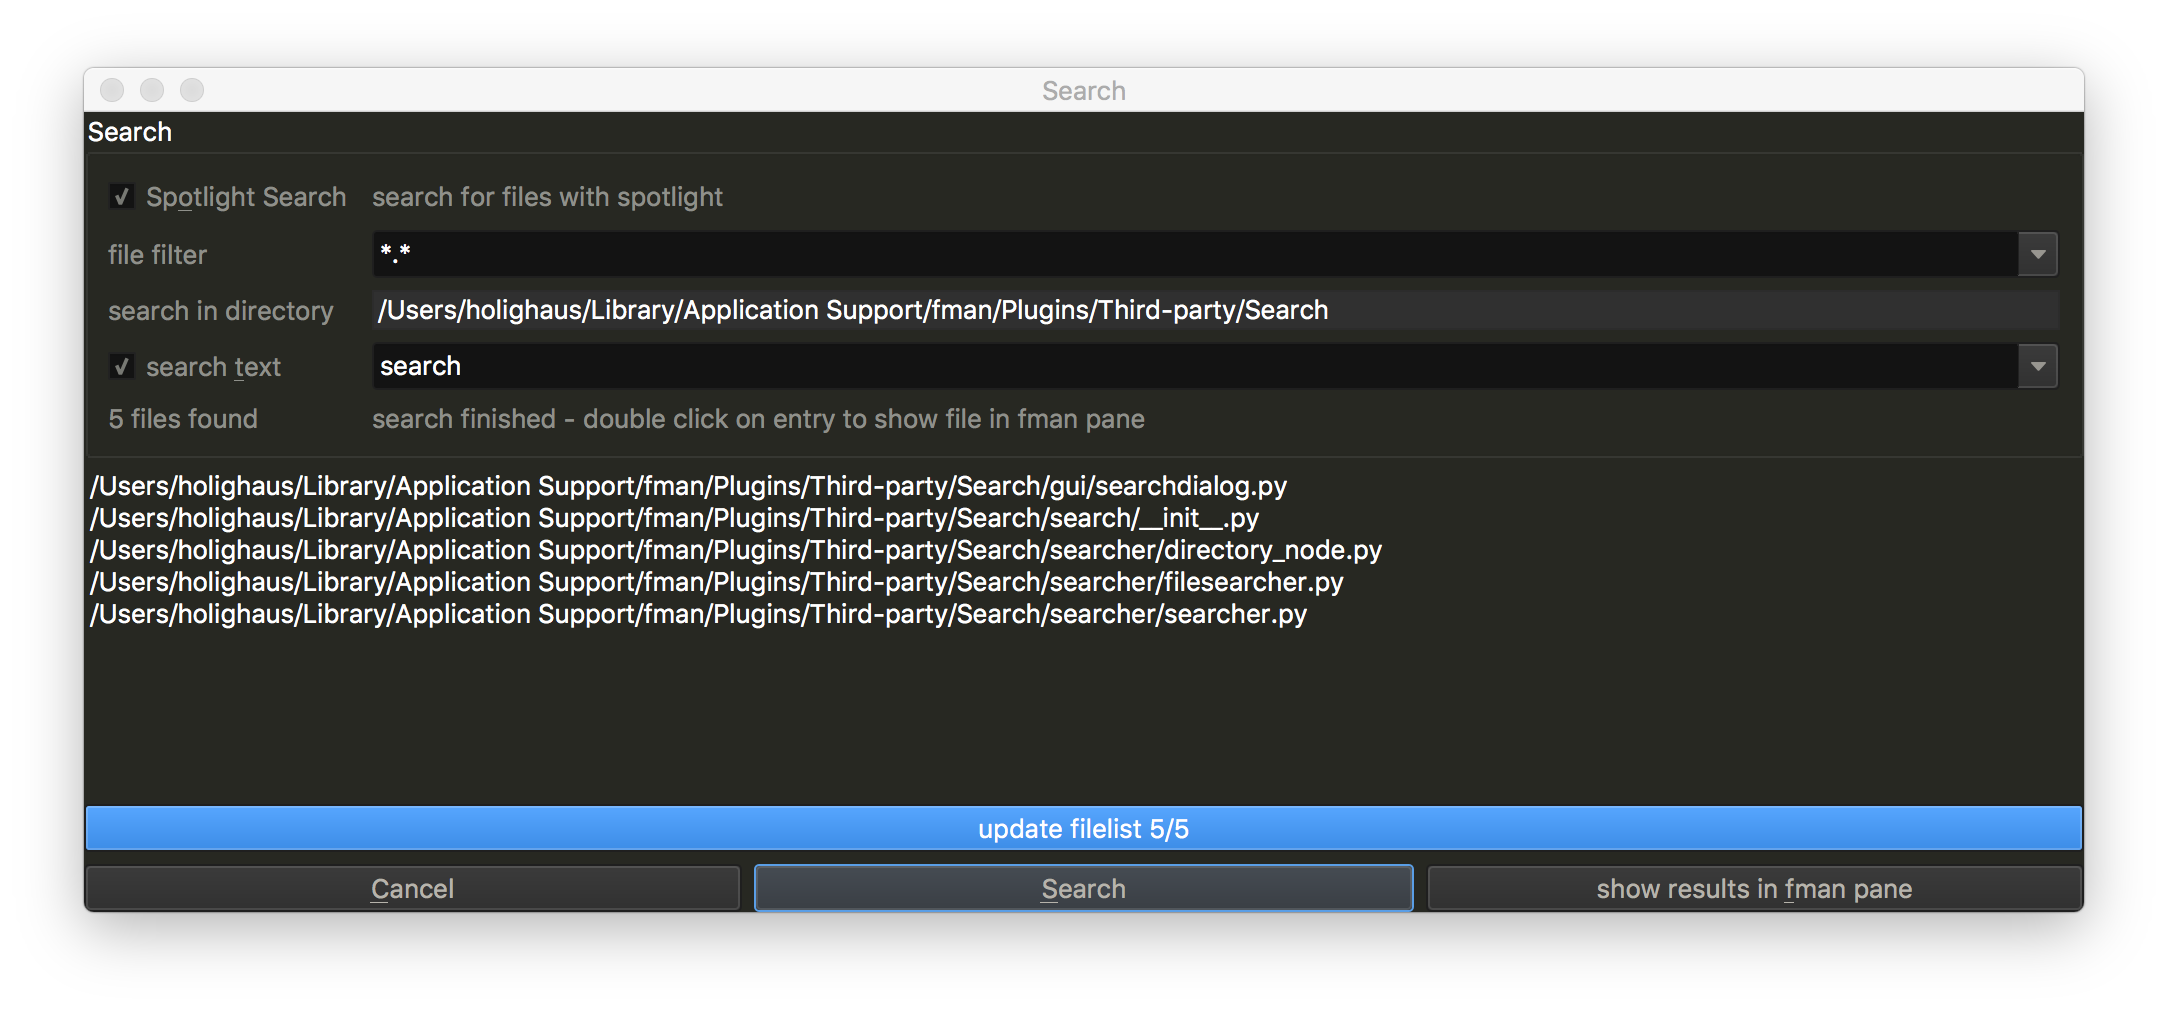 Search
Search
Spotlight Search search for files with spotlight
file filter *.*
search in directory /Users/holighaus/Library/Application Support/fman/Plugins/Third-party/Search
search text search
5 files found search finished - double click on entry to show file in fman pane
/Users/holighaus/Library/Application Support/fman/Plugins/Third-party/Search/gui/searchdialog.py
/Users/holighaus/Library/Application Support/fman/Plugins/Third-party/Search/search/__init__.py
/Users/holighaus/Library/Application Support/fman/Plugins/Third-party/Search/searcher/directory_node.py
/Users/holighaus/Library/Application Support/fman/Plugins/Third-party/Search/searcher/filesearcher.py
/Users/holighaus/Library/Application Support/fman/Plugins/Third-party/Search/searcher/searcher.py
update filelist 5/5
Cancel Search show results in fman pane